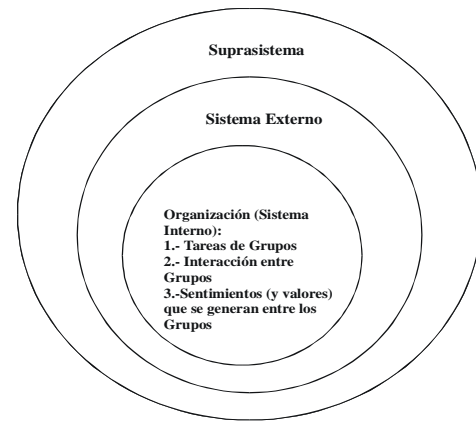 Suprasistema
Sistema Externo
Organización (Sistema
Interno):
1.- Tareas de Grupos
2.- Interacción entre
Grupos
3.-Sentimientos (y valores)
que se generan entre los
Grupos